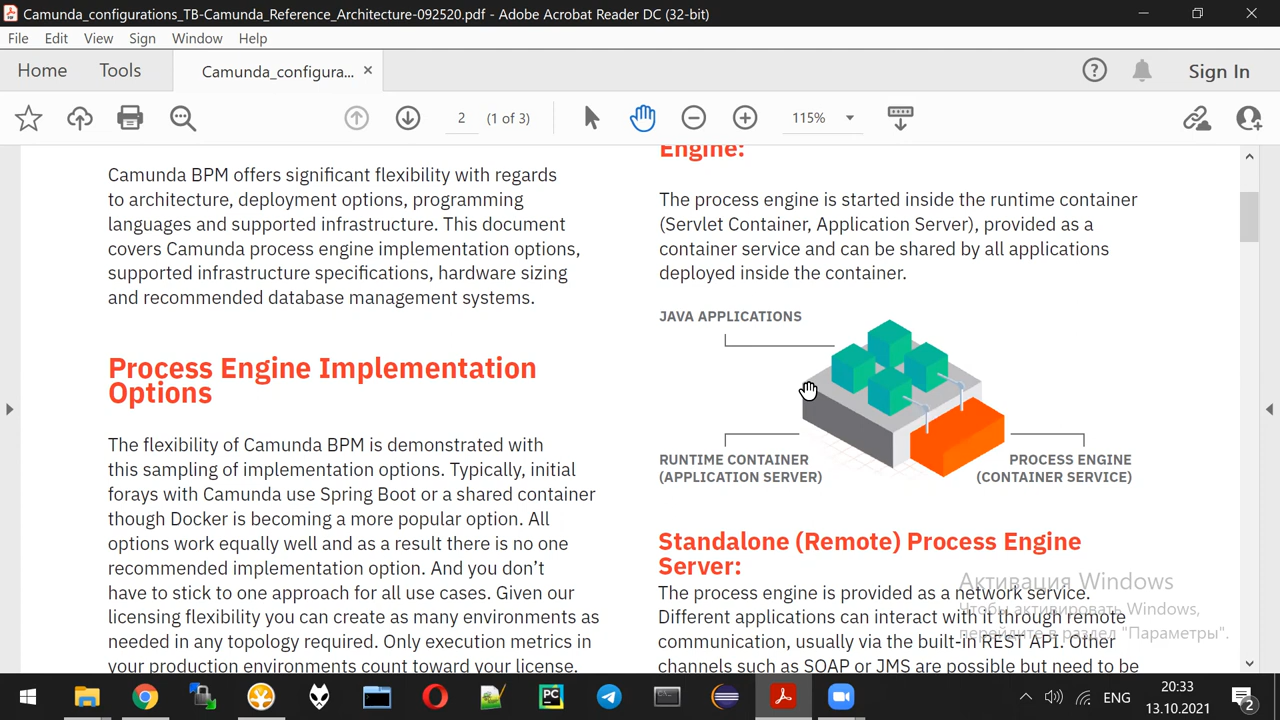 Camunda_configurations_TB-Camunda_Reference_Architecture-092520.pdf - Adobe Acrobat Reader DC (32-bit)
File Edit View Sign Window Help
Home Tools Camunda_configura... × Sign In
2 (1 of 3) 115%
Camunda BPM offers significant flexibility with regards
to architecture, deployment options, programming
languages and supported infrastructure. This document
covers Camunda process engine implementation options,
supported infrastructure specifications, hardware sizing
and recommended database management systems.
Process Engine Implementation
Options
The flexibility of Camunda BPM is demonstrated with
this sampling of implementation options. Typically, initial
forays with Camunda use Spring Boot or a shared container
though Docker is becoming a more popular option. All
options work equally well and as a result there is no one
recommended implementation option. And you don’t
have to stick to one approach for all use cases. Given our
licensing flexibility you can create as many environments as
needed in any topology required. Only execution metrics in
your production environments count toward your license.
Engine:
The process engine is started inside the runtime container
(Servlet Container, Application Server), provided as a
container service and can be shared by all applications
deployed inside the container.
JAVA APPLICATIONS
RUNTIME CONTAINER
(APPLICATION SERVER)
PROCESS ENGINE
(CONTAINER SERVICE)
Standalone (Remote) Process Engine
Server:
The process engine is provided as a network service.
Different applications can interact with it through remote
communication, usually via the built-in REST API. Other
channels such as SOAP or JMS are possible but need to be
Активация Windows
Чтобы активировать Windows,
перейдите в раздел "Параметры".
ENG
20:33
13.10.2021
2
PC